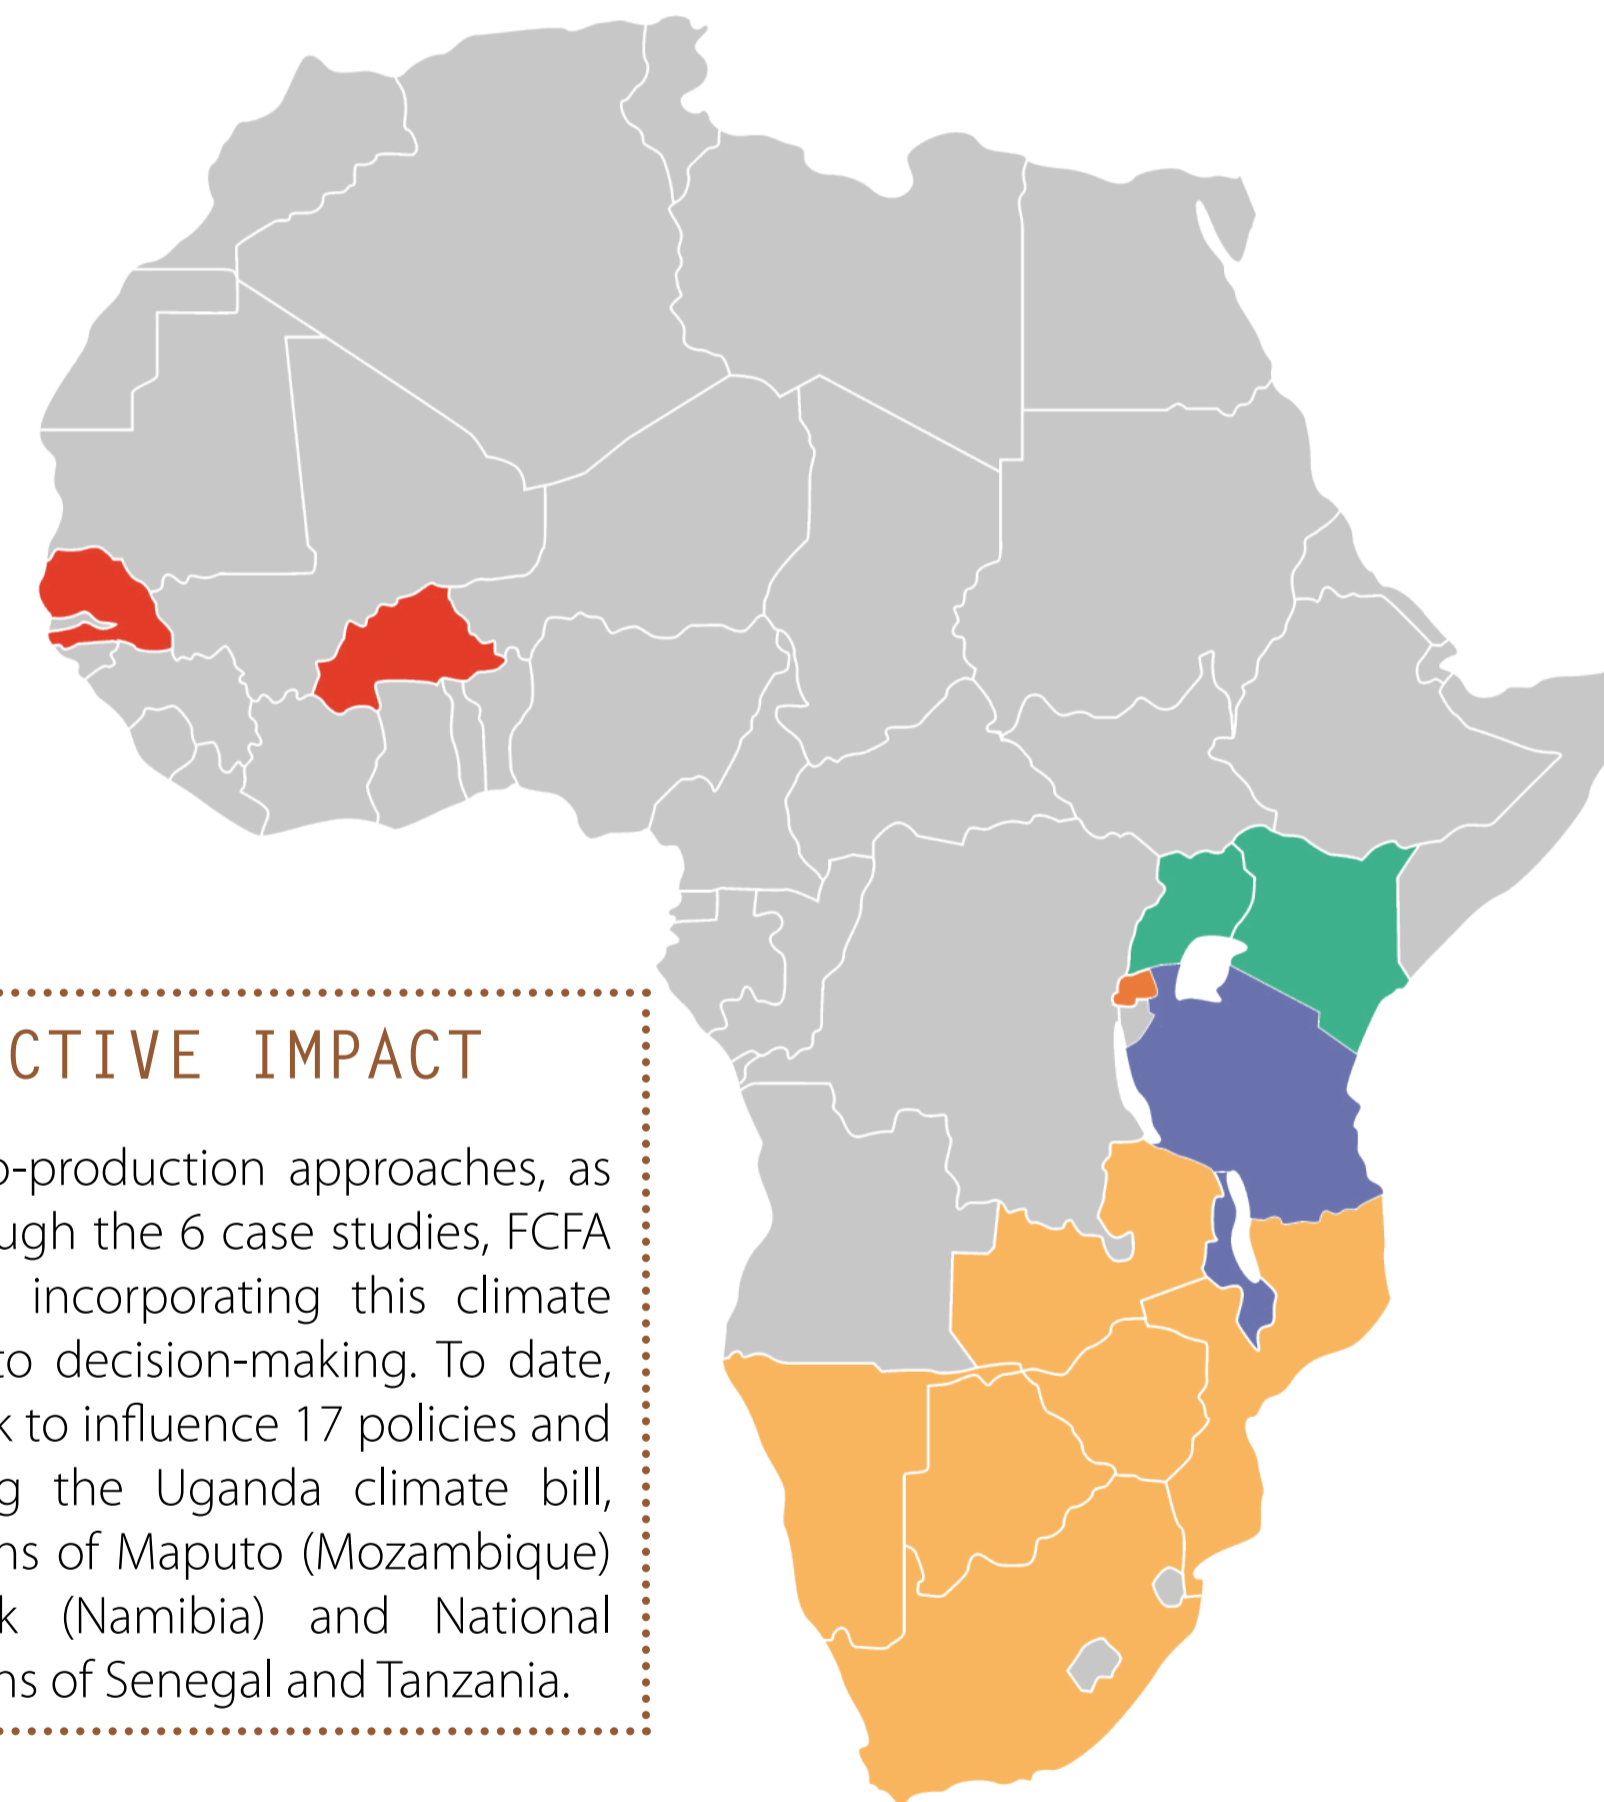 CTIVE IMPACT
o-production approaches, as
ugh the 6 case studies, FCFA
incorporating this climate
to decision-making. To date,
k to influence 17 policies and
g the Uganda climate bill,
ns of Maputo (Mozambique)
k (Namibia) and National
ns of Senegal and Tanzania.